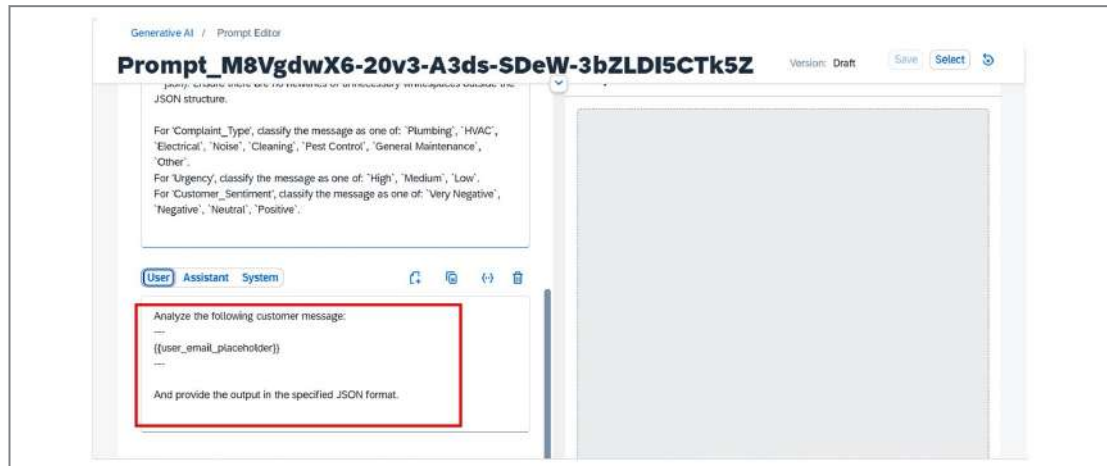 Generative AI / Prompt Editor
Prompt_M8VgdwX6-20v3-A3ds-SDeW-3bZLDI5CTk5Z
Version: Draft
Save
Select
JSON structure.
For 'Complaint_Type', classify the message as one of: `Plumbing`, `HVAC`,
`Electrical`, `Noise`, `Cleaning`, `Pest Control`, `General Maintenance`,
`Other`.
For 'Urgency', classify the message as one of: `High`, `Medium`, `Low`.
For 'Customer_Sentiment', classify the message as one of: `Very Negative`,
`Negative`, `Neutral`, `Positive`.
User Assistant System
Analyze the following customer message:
---
{{user_email_placeholder}}
---
And provide the output in the specified JSON format.